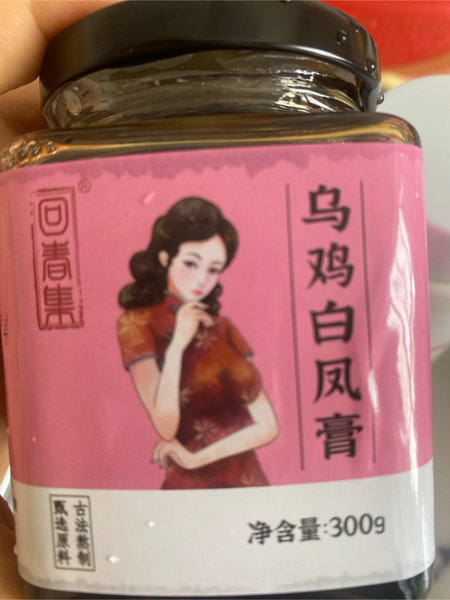 回春集®
乌鸡白凤膏
古法熬制
甄选原料
净含量:300g